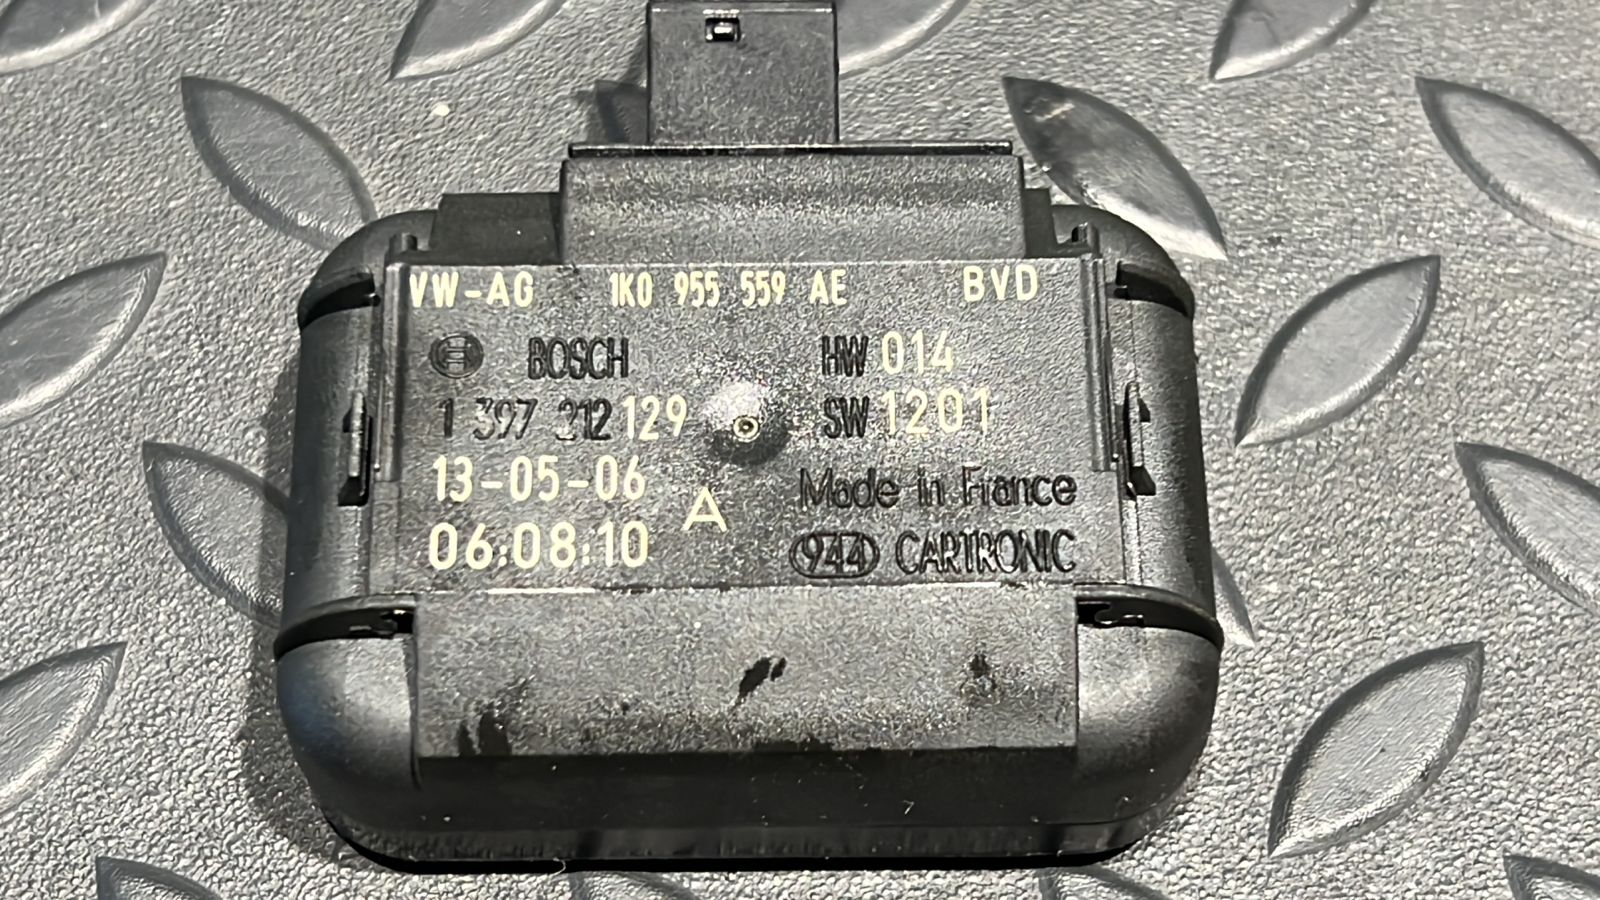 VW-AG 1K0 955 559 AE BVD
BOSCH HW 014
1 397 212 129 SW 1201
13-05-06 A Made in France
06:08:10 944 CARTRONIC